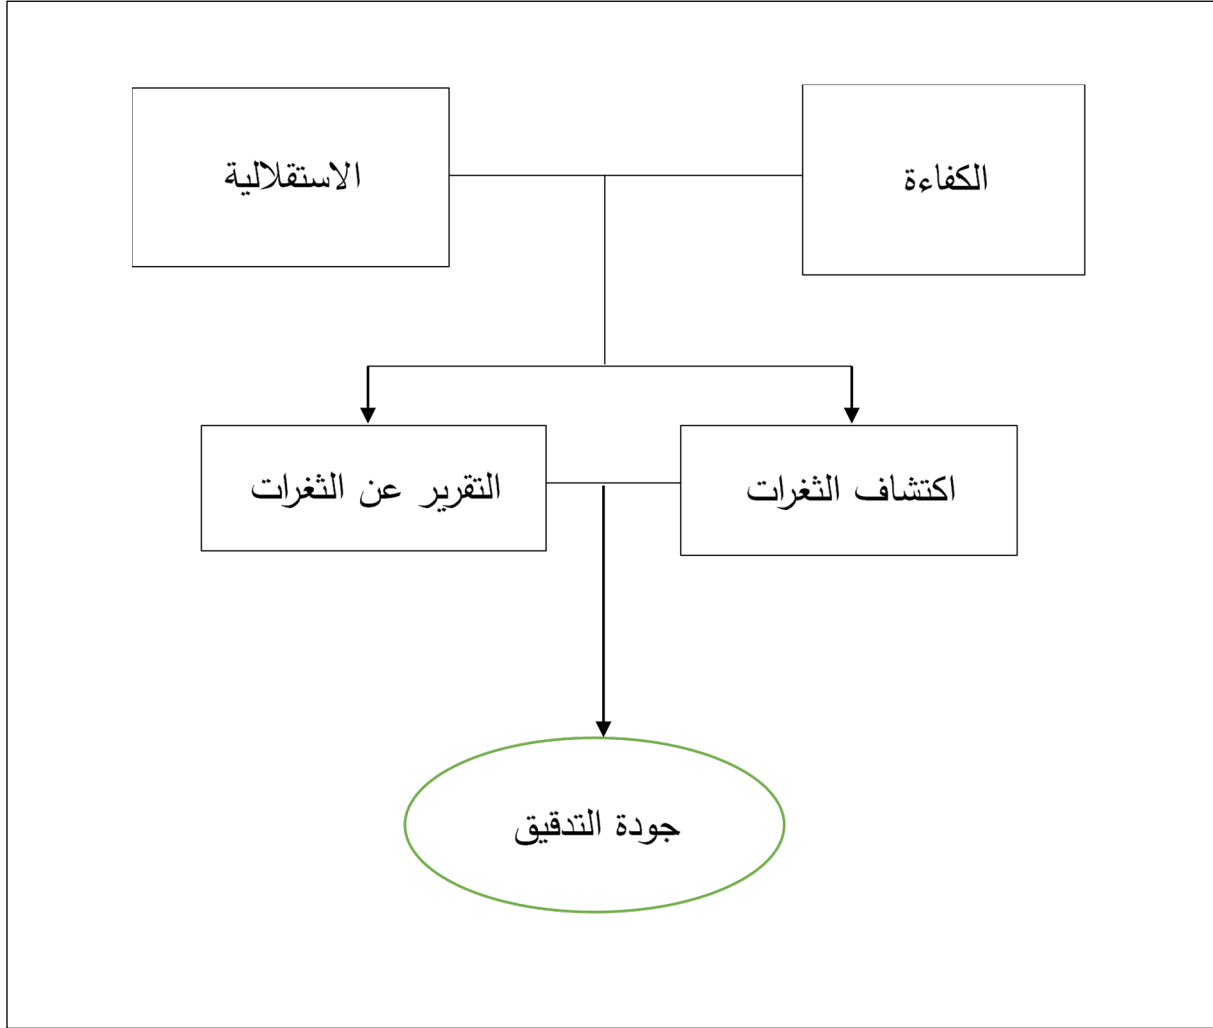 الكفاءة
الاستقلالية
اكتشاف الثغرات
التقرير عن الثغرات
جودة التدقيق